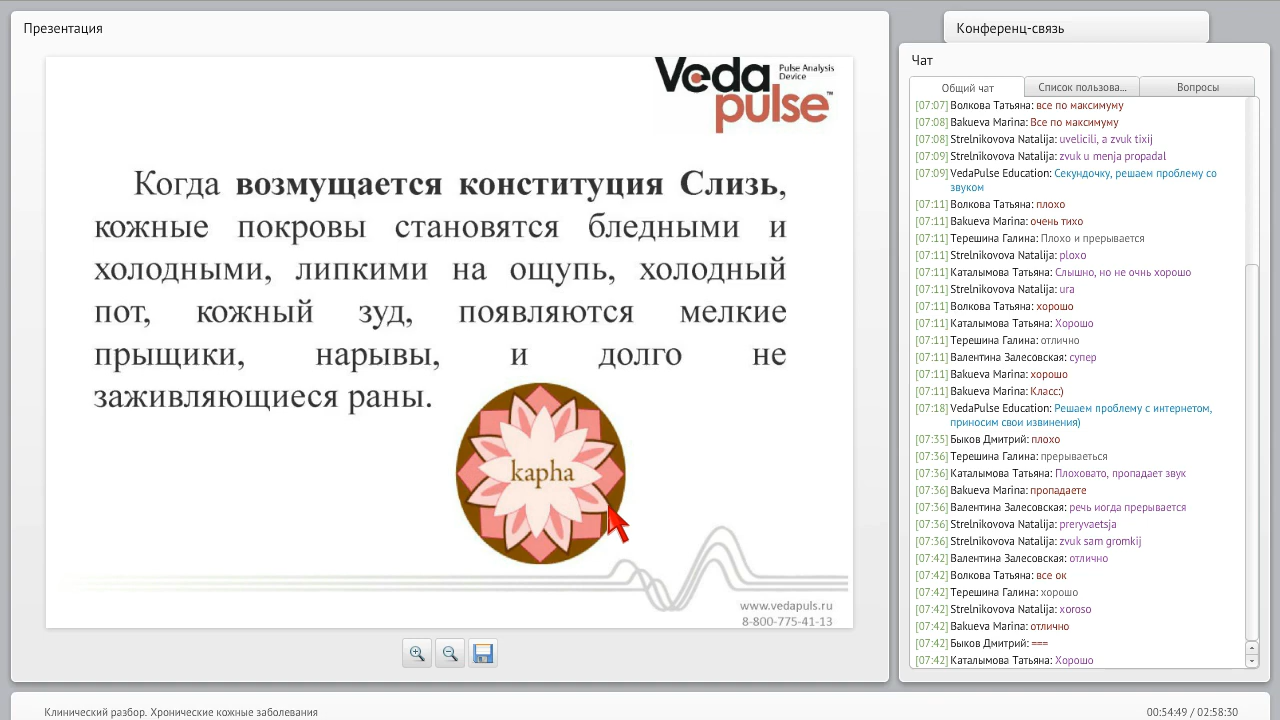 Презентация
Veda
pulse™
Pulse Analysis
Device
Когда возмущается конституция Слизь,
кожные покровы становятся бледными и
холодными, липкими на ощупь, холодный
пот, кожный зуд, появляются мелкие
прыщики, нарывы, и долго не
заживляющиеся раны.
kapha
www.vedapuls.ru
8-800-775-41-13
Конференц-связь
Чат
Общий чат
Список пользова...
Вопросы
[07:07] Волкова Татьяна: все по максимуму
[07:08] Bakueva Marina: Все по максимуму
[07:08] Strelnikovova Natalija: uvelicili, a zvuk tixij
[07:09] Strelnikovova Natalija: zvuk u menja propadal
[07:09] VedaPulse Education: Секундочку, решаем проблему со
звуком
[07:11] Волкова Татьяна: плохо
[07:11] Bakueva Marina: очень тихо
[07:11] Терешина Галина: Плохо и прерывается
[07:11] Strelnikovova Natalija: ploxo
[07:11] Каталымова Татьяна: Слышно, но не очнь хорошо
[07:11] Strelnikovova Natalija: ura
[07:11] Волкова Татьяна: хорошо
[07:11] Каталымова Татьяна: Хорошо
[07:11] Терешина Галина: отлично
[07:11] Валентина Залесовская: супер
[07:11] Bakueva Marina: хорошо
[07:11] Bakueva Marina: Класс:)
[07:18] VedaPulse Education: Решаем проблему с интернетом,
приносим свои извинения)
[07:35] Быков Дмитрий: плохо
[07:36] Терешина Галина: прерываеться
[07:36] Каталымова Татьяна: Плоховато, пропадает звук
[07:36] Bakueva Marina: пропадаете
[07:36] Валентина Залесовская: речь иогда прерывается
[07:36] Strelnikovova Natalija: preryvaetsja
[07:36] Strelnikovova Natalija: zvuk sam gromkij
[07:42] Валентина Залесовская: отлично
[07:42] Волкова Татьяна: все ок
[07:42] Терешина Галина: хорошо
[07:42] Strelnikovova Natalija: xoroso
[07:42] Bakueva Marina: отлично
[07:42] Быков Дмитрий: ===
[07:42] Каталымова Татьяна: Хорошо
Клинический разбор. Хронические кожные заболевания
00:54:49 / 02:58:30